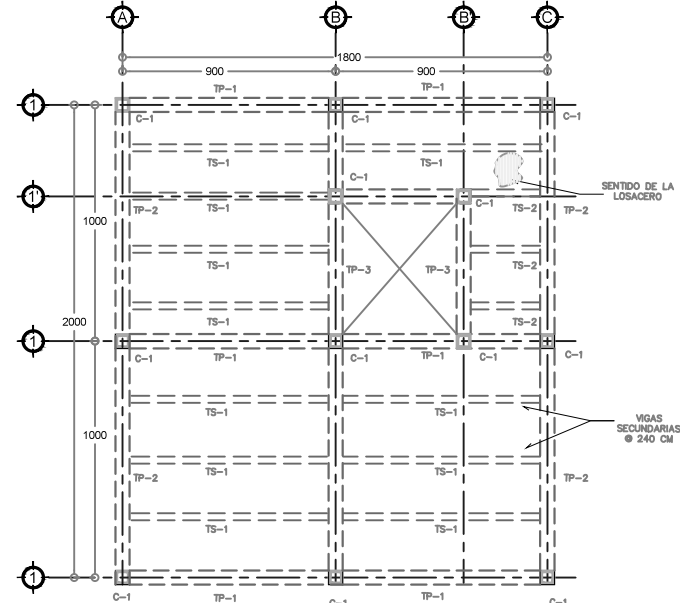 A B B' C
1800
900 900
TP-1 TP-1
1
C-1 C-1 C-1
TS-1 TS-1
C-1
SENTIDO DE LA
LOSACERO
1'
TP-2 TS-1 C-1 TS-2 TP-2
1000
TS-1 TP-3 TP-3 TS-2
2000
TS-1 TS-2
1
C-1 TP-1 C-1 TP-1 C-1 C-1
TS-1 TS-1
VIGAS
SECUNDARIAS
@ 240 CM
1000
TP-2 TS-1 TS-1 TP-2
TS-1 TS-1
1
C-1 TP-1 C-1 TP-1 C-1